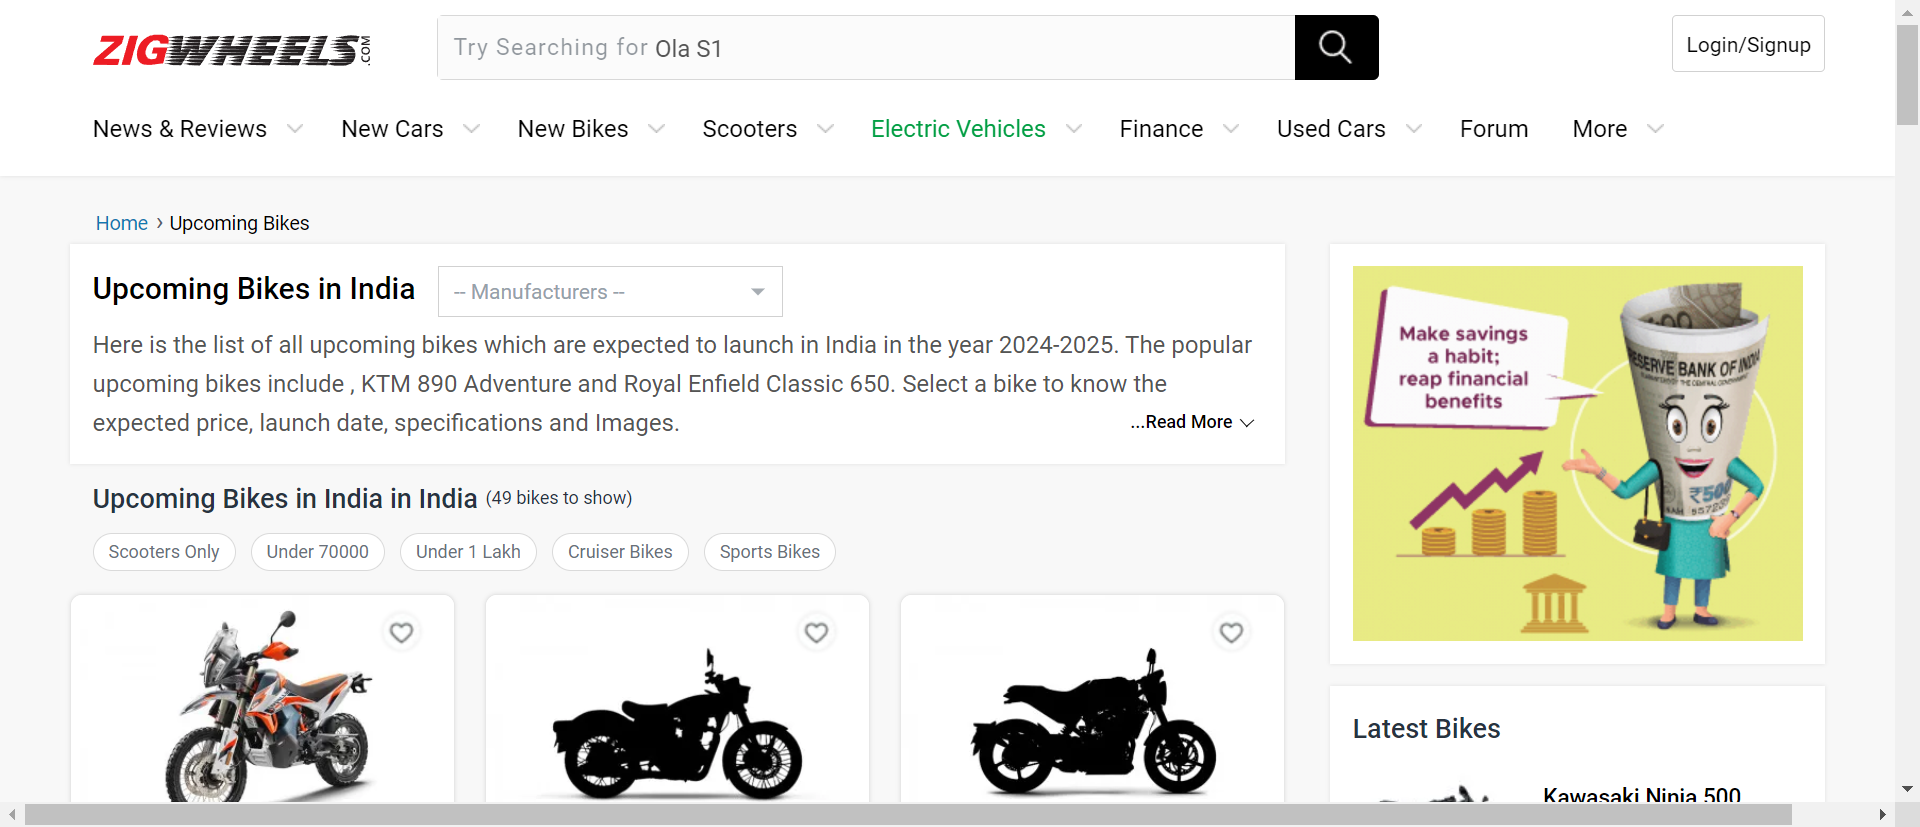 ZIGWHEELS.COM
Try Searching for Ola S1
Login/Signup
News & Reviews
New Cars
New Bikes
Scooters
Electric Vehicles
Finance
Used Cars
Forum
More
Home › Upcoming Bikes
Upcoming Bikes in India
-- Manufacturers --
Here is the list of all upcoming bikes which are expected to launch in India in the year 2024-2025. The popular
upcoming bikes include , KTM 890 Adventure and Royal Enfield Classic 650. Select a bike to know the
expected price, launch date, specifications and Images.
...Read More
Upcoming Bikes in India in India (49 bikes to show)
Scooters Only
Under 70000
Under 1 Lakh
Cruiser Bikes
Sports Bikes
Make savings
a habit;
reap financial
benefits
RESERVE BANK OF INDIA
₹500
Latest Bikes
Kawasaki Ninja 500